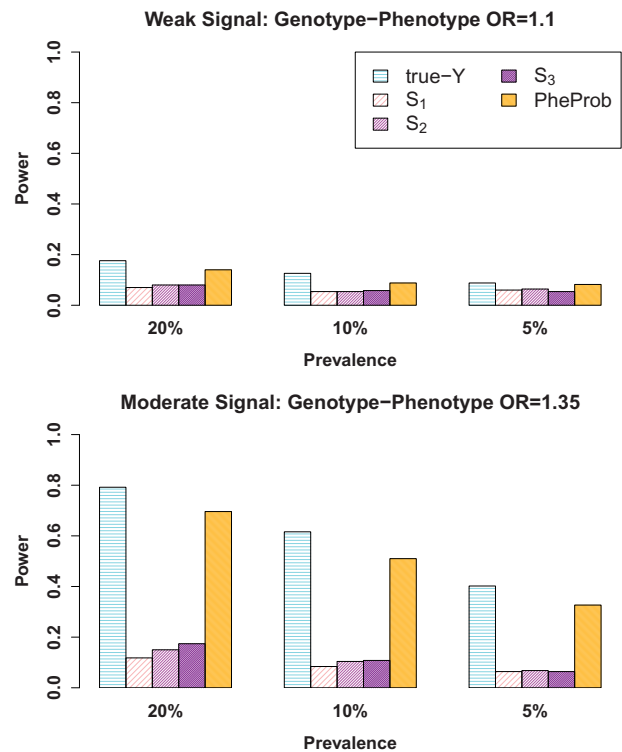 Weak Signal: Genotype−Phenotype OR=1.1
Power
0.0 0.2 0.4 0.6 0.8 1.0
true−Y
S1
S2
S3
PheProb
20% 10% 5%
Prevalence
Moderate Signal: Genotype−Phenotype OR=1.35
Power
0.0 0.2 0.4 0.6 0.8 1.0
20% 10% 5%
Prevalence